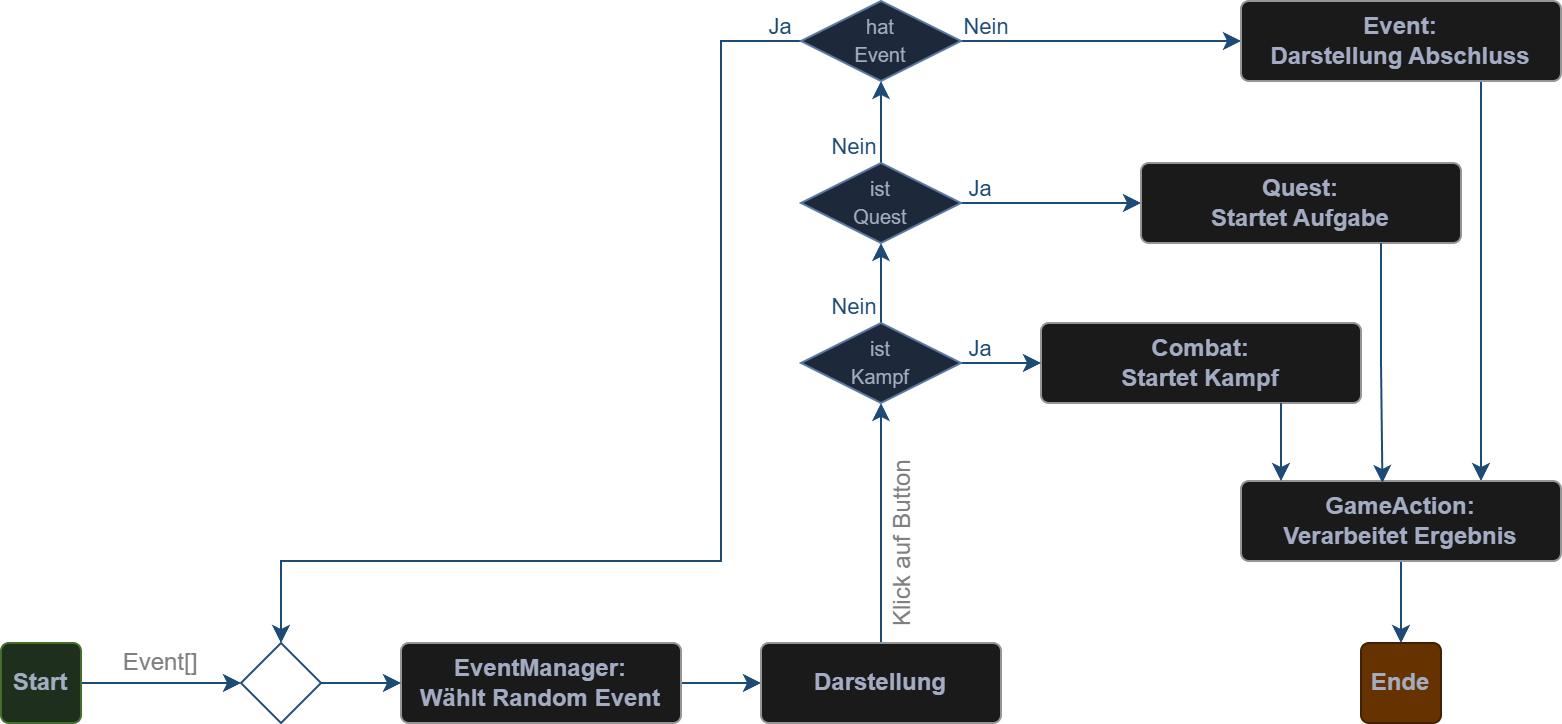 Ja
hat
Event
Nein
Event:
Darstellung Abschluss
Nein
ist
Quest
Ja
Quest:
Startet Aufgabe
Nein
ist
Kampf
Ja
Combat:
Startet Kampf
Klick auf Button
GameAction:
Verarbeitet Ergebnis
Start
Event[]
EventManager:
Wählt Random Event
Darstellung
Ende